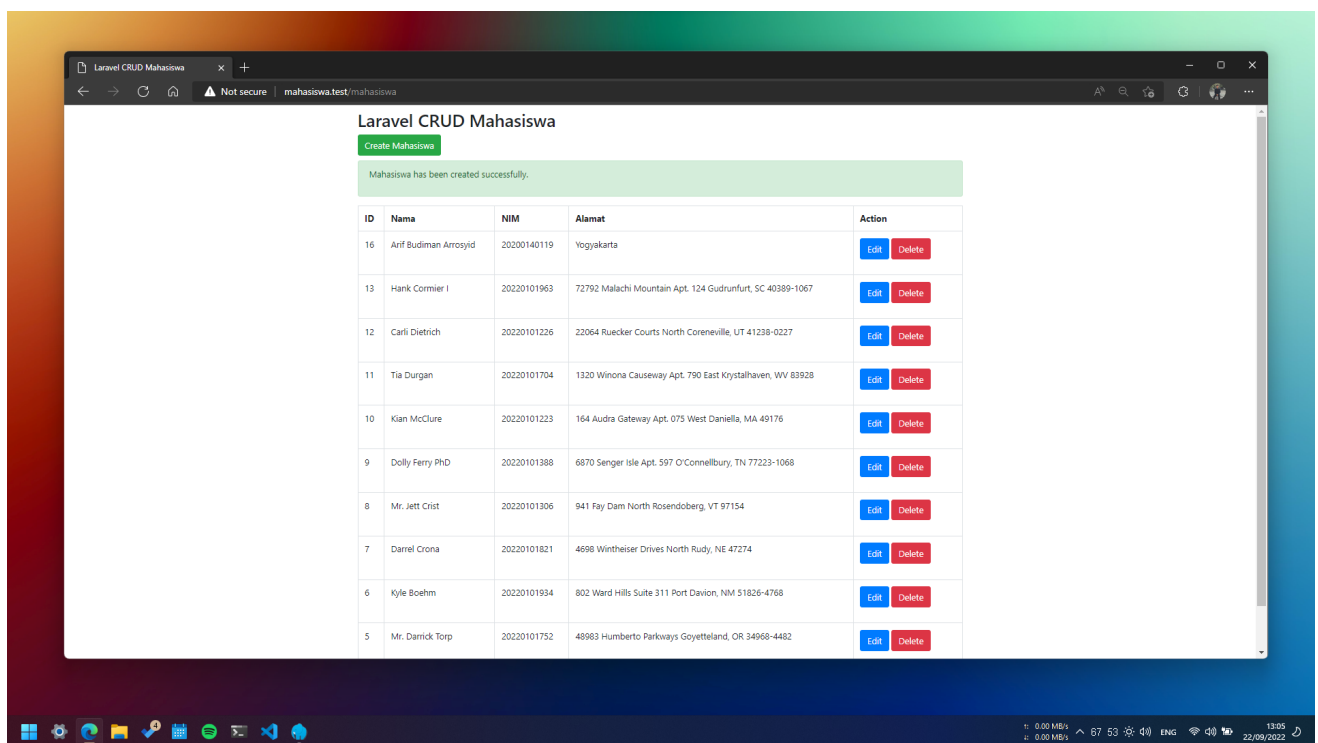 Laravel CRUD Mahasiswa
Not secure mahasiswa.test/mahasiswa
Laravel CRUD Mahasiswa
Create Mahasiswa
Mahasiswa has been created successfully.
ID Nama NIM Alamat Action
16 Arif Budiman Arrosyid 20200140119 Yogyakarta Edit Delete
13 Hank Cormier I 20220101963 72792 Malachi Mountain Apt. 124 Gudrunfurt, SC 40389-1067 Edit Delete
12 Carli Dietrich 20220101226 22064 Ruecker Courts North Coreneville, UT 41238-0227 Edit Delete
11 Tia Durgan 20220101704 1320 Winona Causeway Apt. 790 East Krystalhaven, WV 83928 Edit Delete
10 Kian McClure 20220101223 164 Audra Gateway Apt. 075 West Daniella, MA 49176 Edit Delete
9 Dolly Ferry PhD 20220101388 6870 Senger Isle Apt. 597 O'Connellbury, TN 77223-1068 Edit Delete
8 Mr. Jett Crist 20220101306 941 Fay Dam North Rosendoberg, VT 97154 Edit Delete
7 Darrel Crona 20220101821 4698 Wintheiser Drives North Rudy, NE 47274 Edit Delete
6 Kyle Boehm 20220101934 802 Ward Hills Suite 311 Port Davion, NM 51826-4768 Edit Delete
5 Mr. Darrick Torp 20220101752 48983 Humberto Parkways Goyetteland, OR 34968-4482 Edit Delete
4
↑: 0.00 MB/s
↓: 0.00 MB/s
67 53 ENG
13:05
22/09/2022